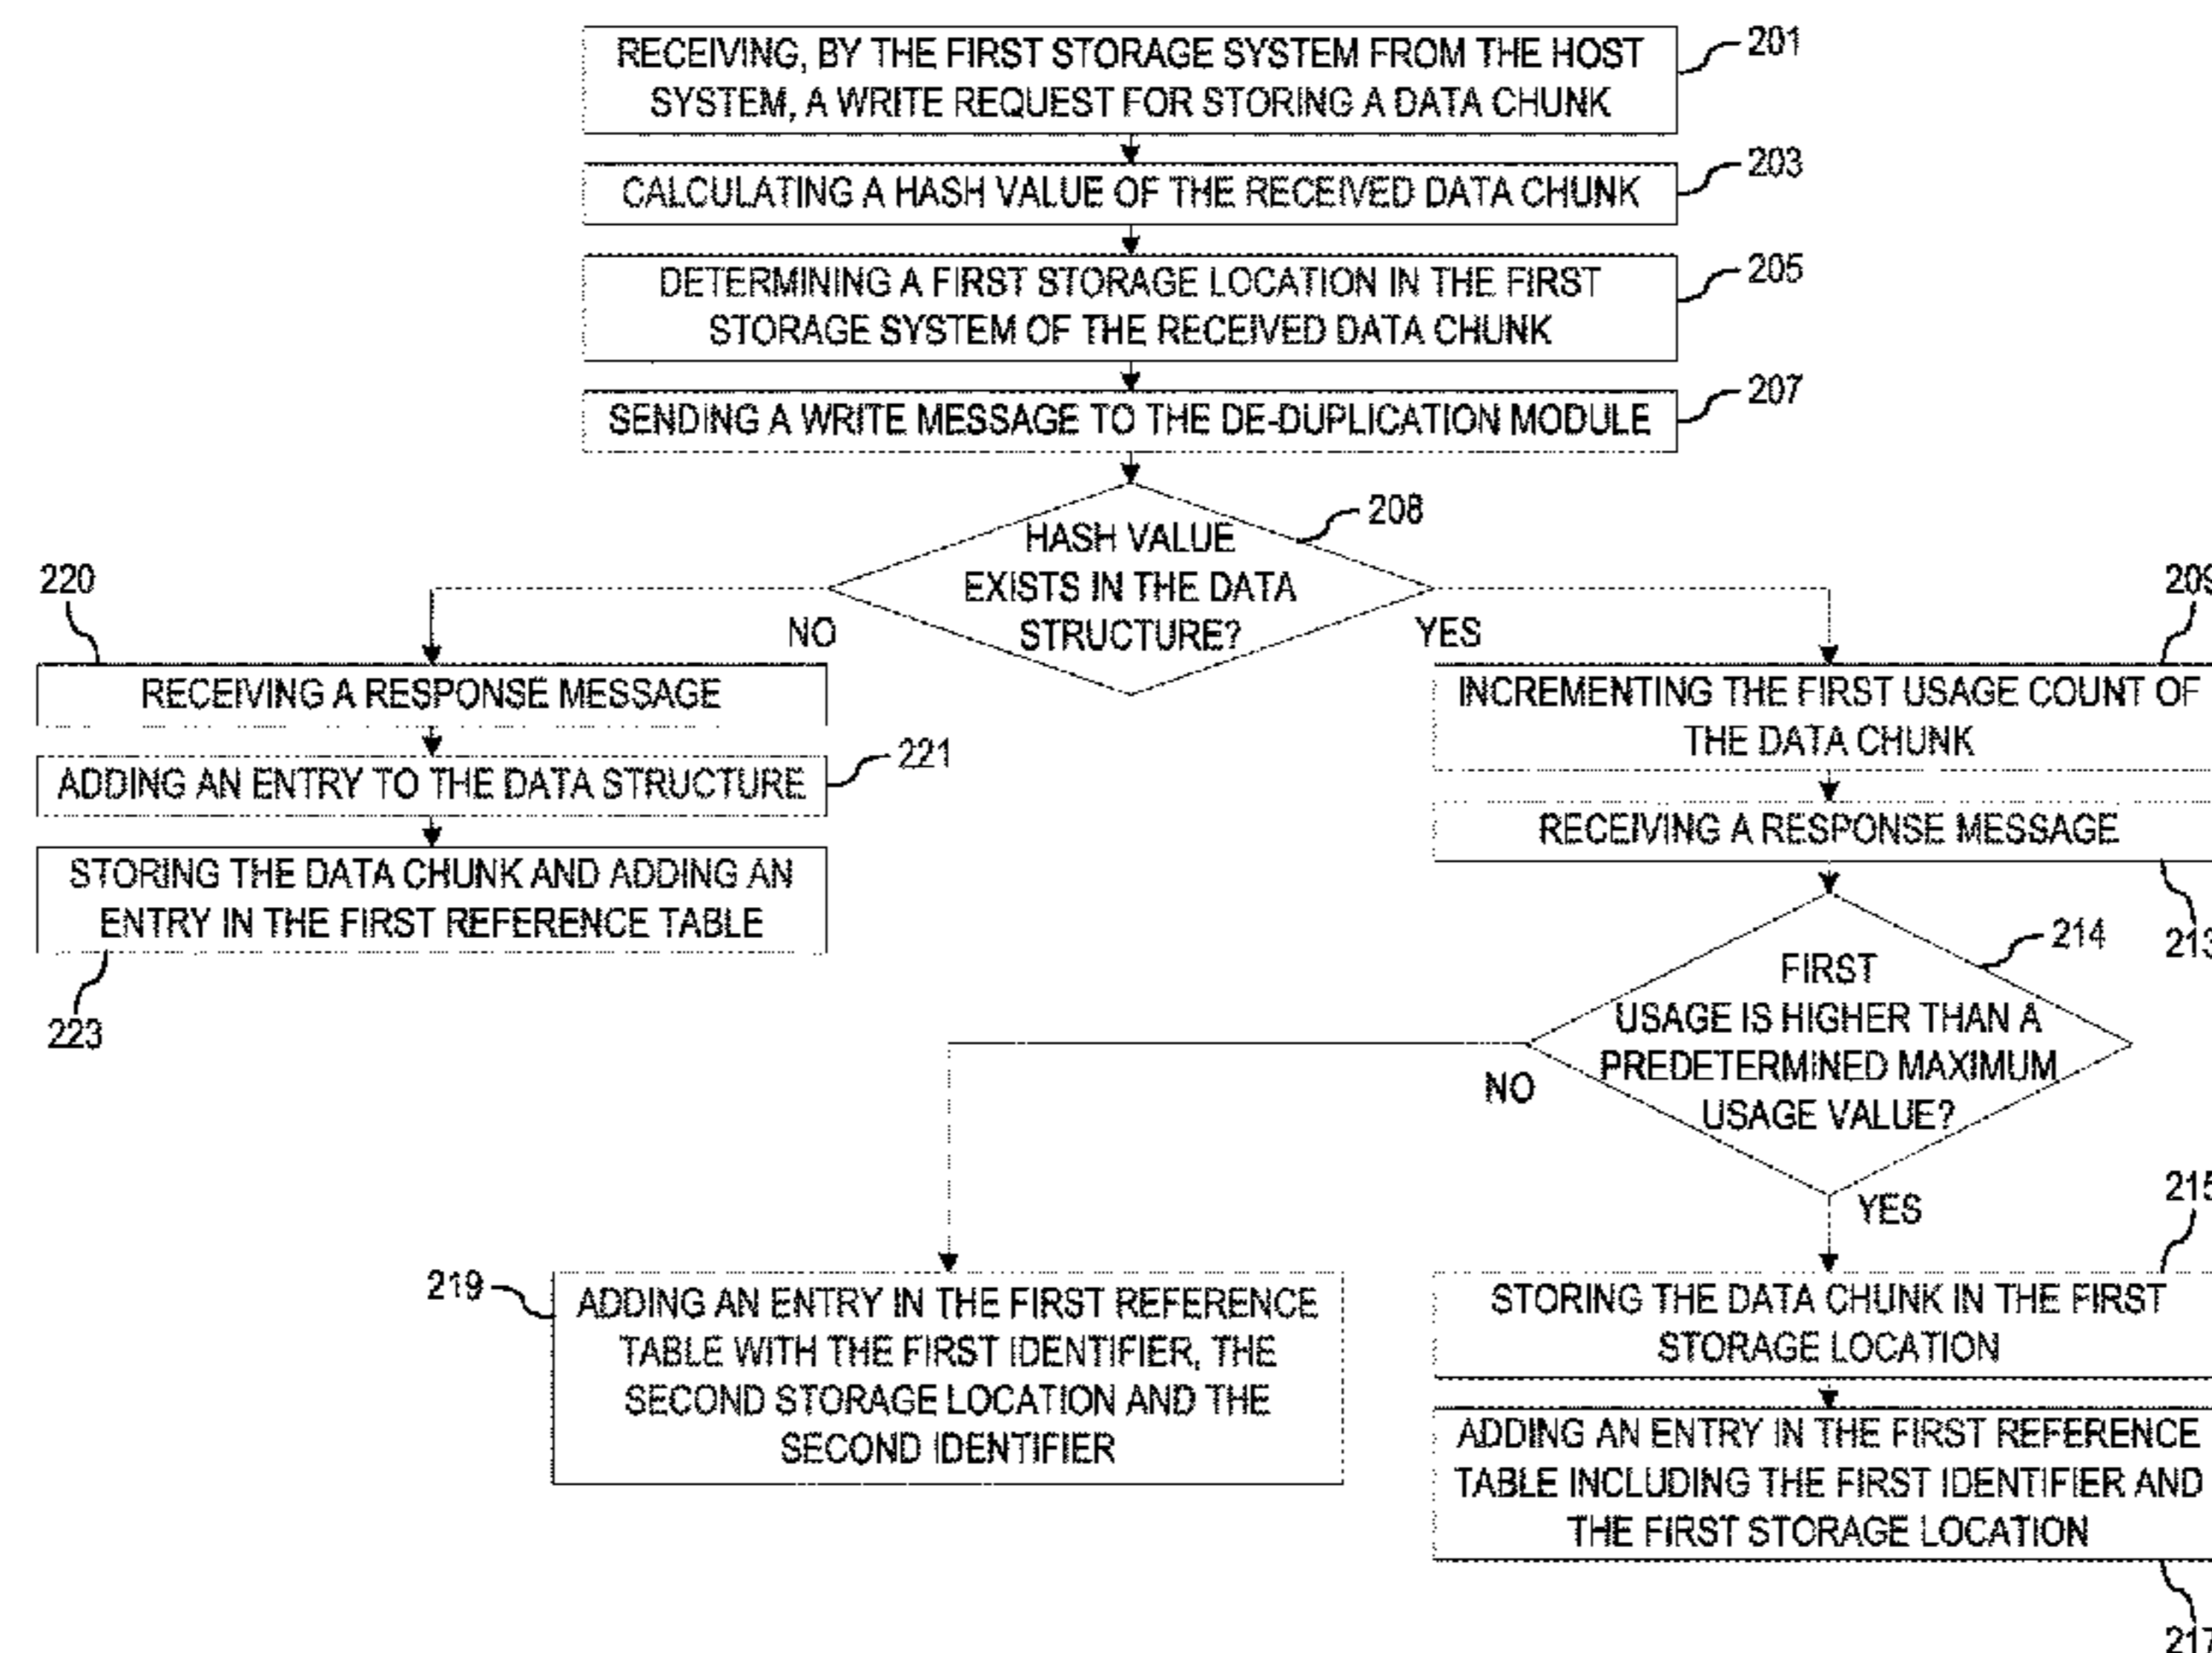 RECEIVING, BY THE FIRST STORAGE SYSTEM FROM THE HOST
SYSTEM, A WRITE REQUEST FOR STORING A DATA CHUNK
201
CALCULATING A HASH VALUE OF THE RECEIVED DATA CHUNK
203
DETERMINING A FIRST STORAGE LOCATION IN THE FIRST
STORAGE SYSTEM OF THE RECEIVED DATA CHUNK
205
SENDING A WRITE MESSAGE TO THE DE-DUPLICATION MODULE
207
HASH VALUE
EXISTS IN THE DATA
STRUCTURE?
208
NO
YES
220
RECEIVING A RESPONSE MESSAGE
ADDING AN ENTRY TO THE DATA STRUCTURE
221
STORING THE DATA CHUNK AND ADDING AN
ENTRY IN THE FIRST REFERENCE TABLE
223
209
INCREMENTING THE FIRST USAGE COUNT OF
THE DATA CHUNK
RECEIVING A RESPONSE MESSAGE
213
FIRST
USAGE IS HIGHER THAN A
PREDETERMINED MAXIMUM
USAGE VALUE?
214
NO
YES
219
ADDING AN ENTRY IN THE FIRST REFERENCE
TABLE WITH THE FIRST IDENTIFIER, THE
SECOND STORAGE LOCATION AND THE
SECOND IDENTIFIER
215
STORING THE DATA CHUNK IN THE FIRST
STORAGE LOCATION
ADDING AN ENTRY IN THE FIRST REFERENCE
TABLE INCLUDING THE FIRST IDENTIFIER AND
THE FIRST STORAGE LOCATION
217